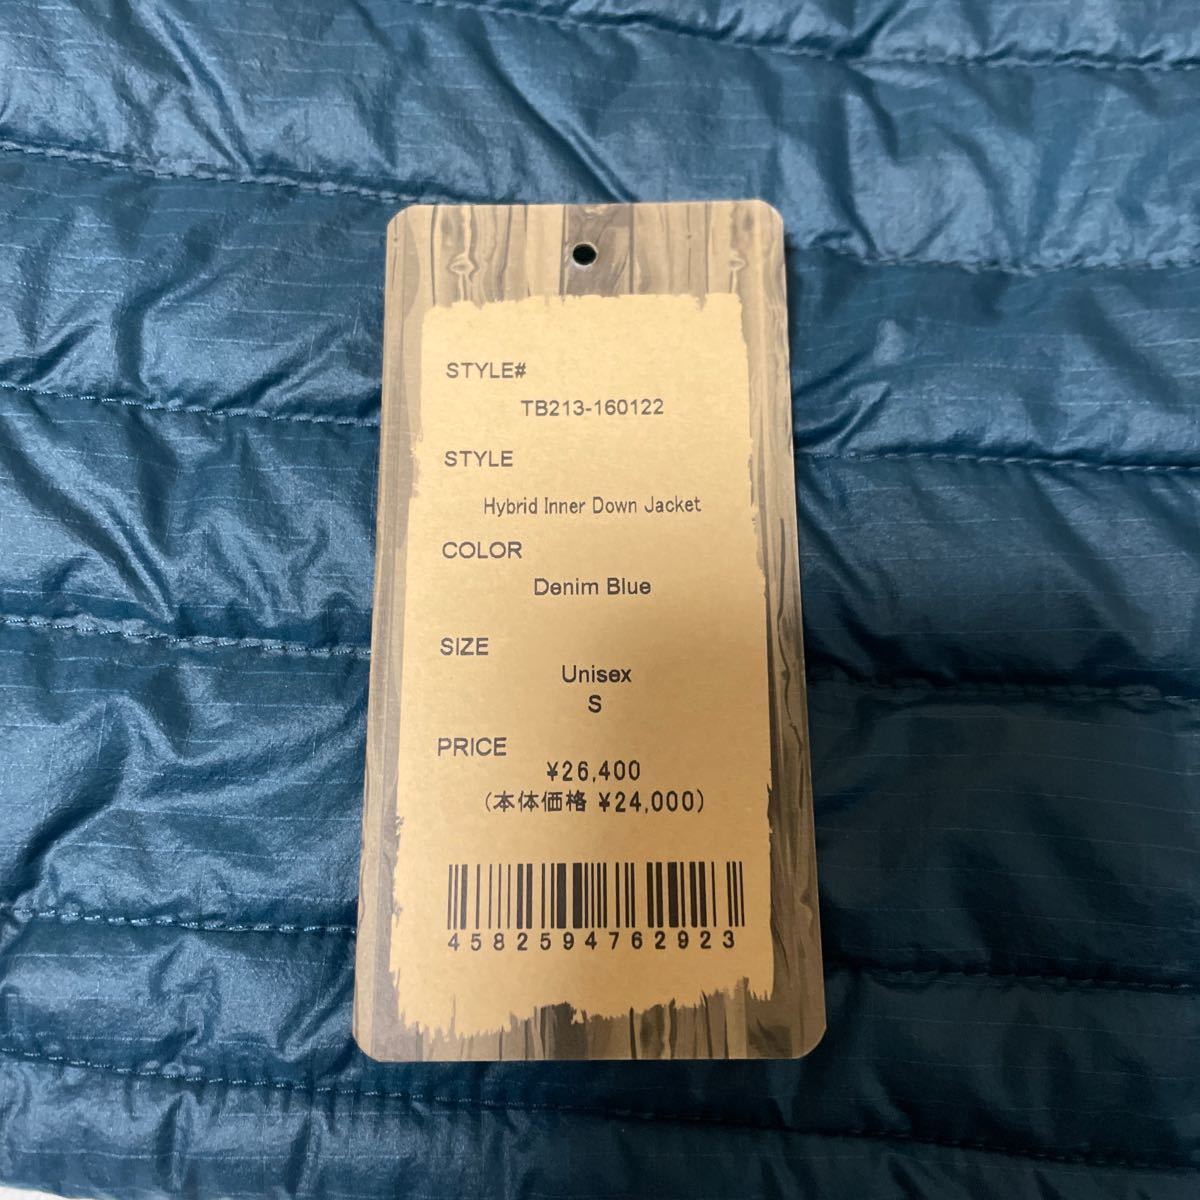 STYLE#
TB213-160122
STYLE
Hybrid Inner Down Jacket
COLOR
Denim Blue
SIZE
Unisex
S
PRICE
¥26,400
(本体価格 ¥24,000)
4582594762923